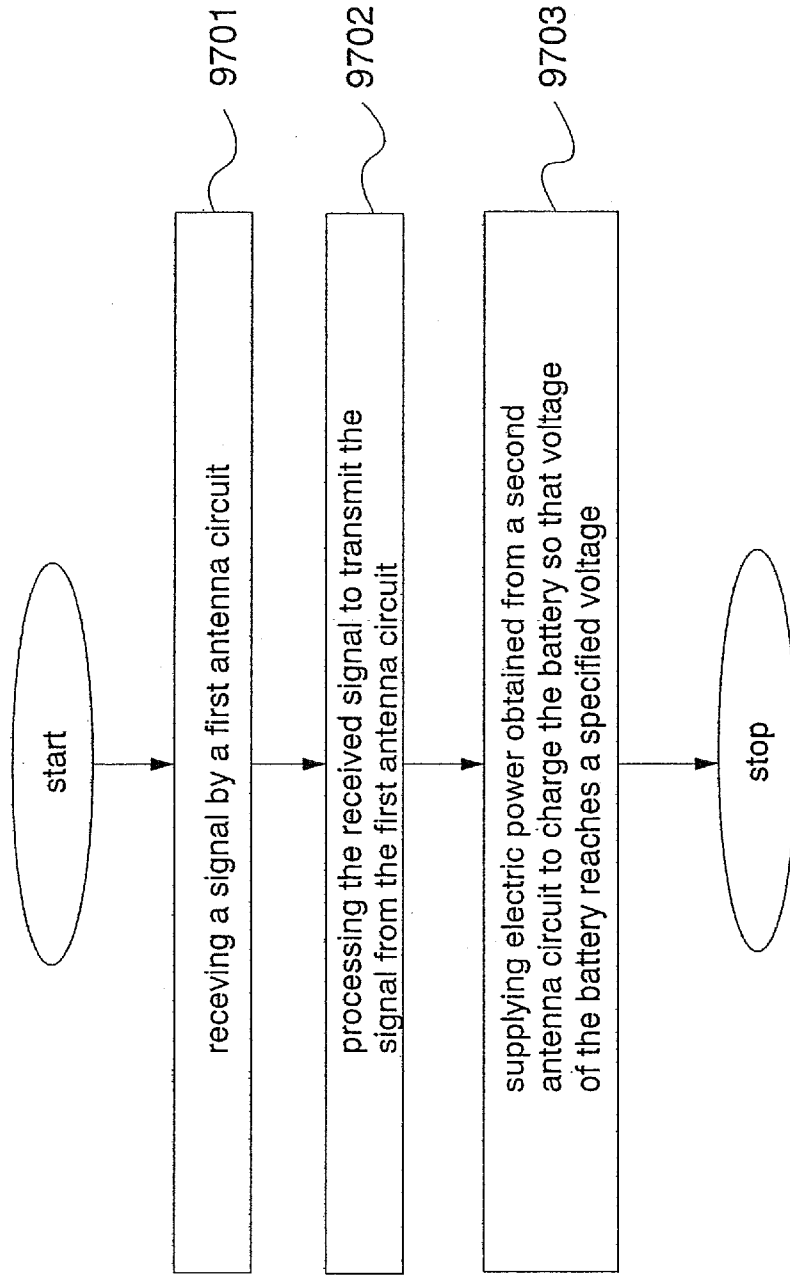 start
receving a signal by a first antenna circuit
9701
processing the received signal to transmit the
signal from the first antenna circuit
9702
supplying electric power obtained from a second
antenna circuit to charge the battery so that voltage
of the battery reaches a specified voltage
9703
stop